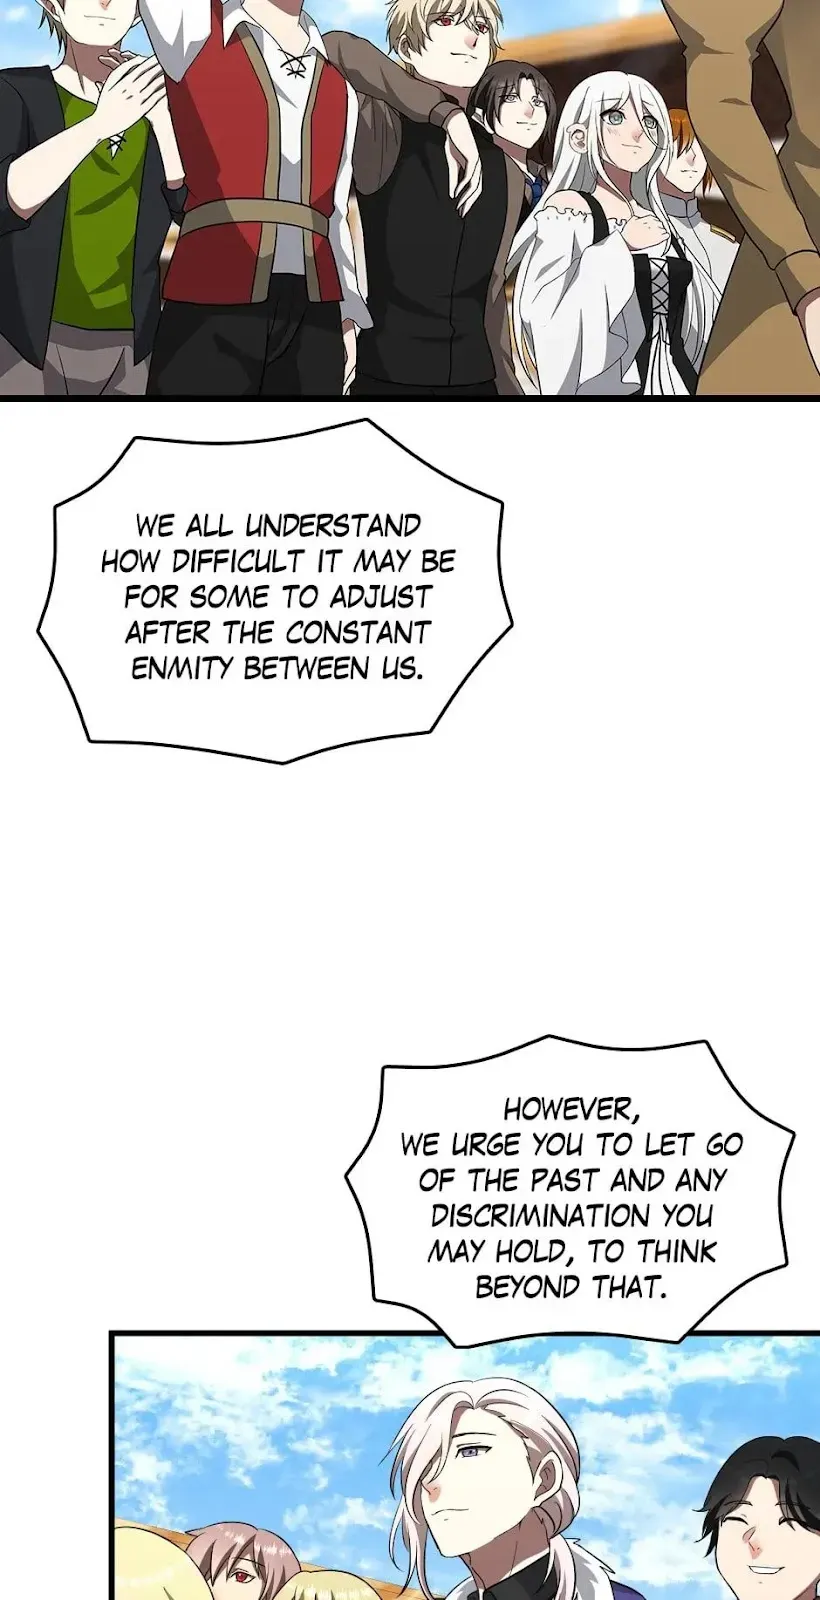 WE ALL UNDERSTAND
HOW DIFFICULT IT MAY BE
FOR SOME TO ADJUST
AFTER THE CONSTANT
ENMITY BETWEEN US.
HOWEVER,
WE URGE YOU TO LET GO
OF THE PAST AND ANY
DISCRIMINATION YOU
MAY HOLD, TO THINK
BEYOND THAT.